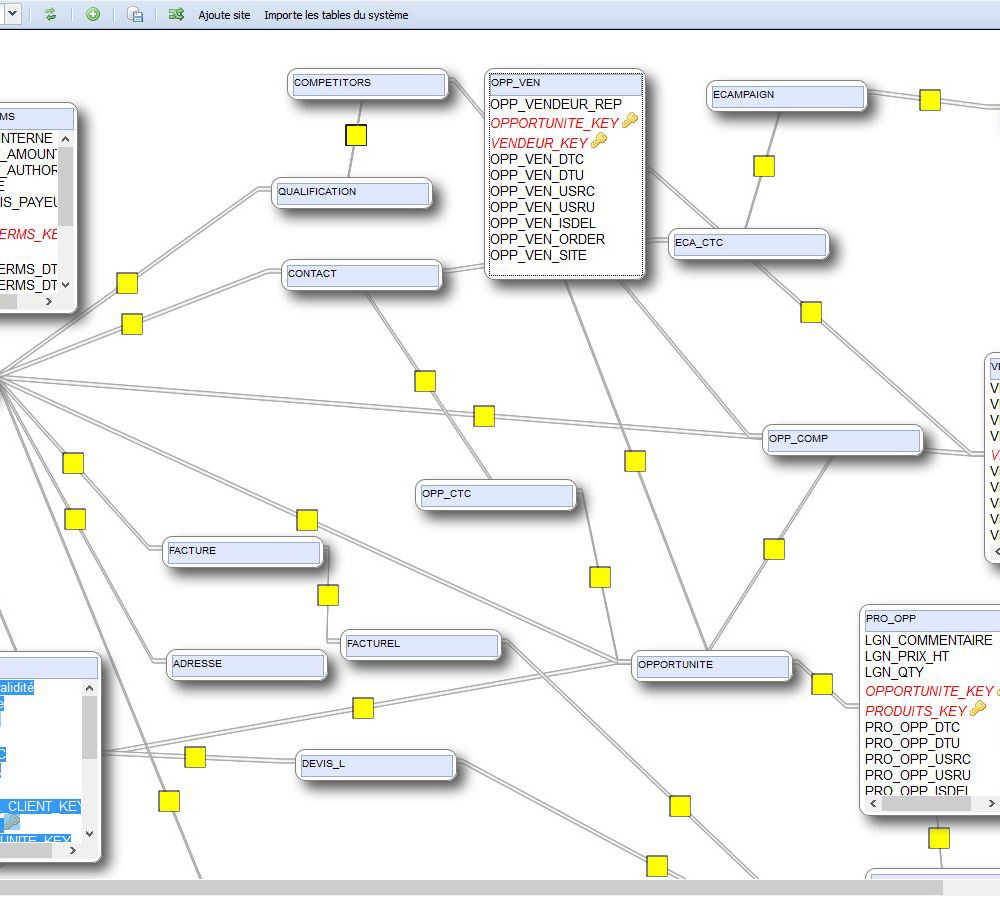 Ajoute site Importe les tables du système
COMPETITORS
OPP_VEN
OPP_VENDEUR_REP
OPPORTUNITE_KEY
VENDEUR_KEY
OPP_VEN_DTC
OPP_VEN_DTU
OPP_VEN_USRC
OPP_VEN_USRU
OPP_VEN_ISDEL
OPP_VEN_ORDER
OPP_VEN_SITE
ECAMPAIGN
MS
NTERNE
_AMOUN
_AUTHOR
E
IS_PAYEU
ERMS_KE
ERMS_DT
ERMS_DT
QUALIFICATION
ECA_CTC
CONTACT
OPP_COMP
OPP_CTC
FACTURE
FACTUREL
ADRESSE
OPPORTUNITE
PRO_OPP
LGN_COMMENTAIRE
LGN_PRIX_HT
LGN_QTY
OPPORTUNITE_KEY
PRODUITS_KEY
PRO_OPP_DTC
PRO_OPP_DTU
PRO_OPP_USRC
PRO_OPP_USRU
PRO_OPP_ISDEL
alidité
_CLIENT_KEY
UNITE_KEY
DEVIS_L